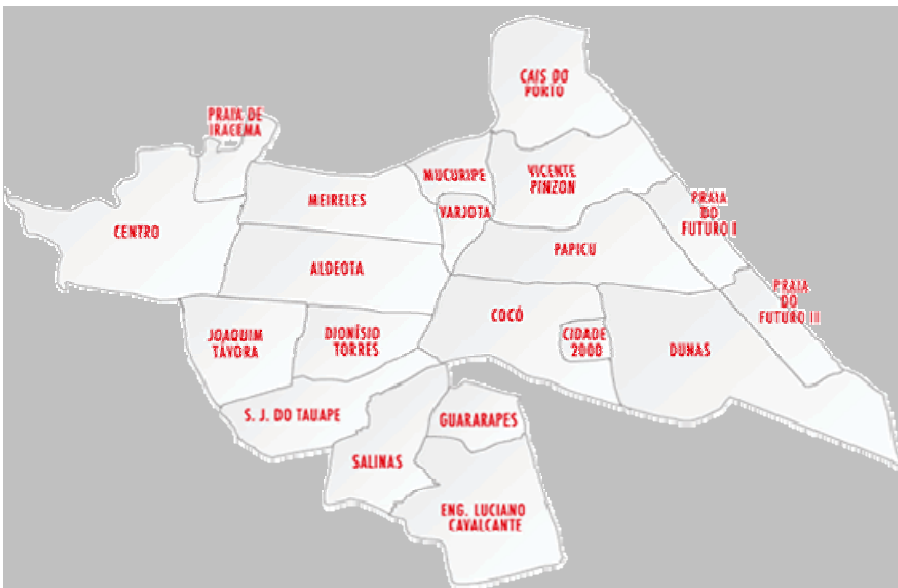 CAIS DO
PORTO
PRAIA DE
IRACEMA
MUCURIPE
VICENTE
PINZON
MEIRELES
VARJOTA
PRAIA
DO
FUTURO I
CENTRO
PAPICU
ALDEOTA
PRAIA
DO
FUTURO II
COCÓ
JOAQUIM
TÁVORA
DIONÍSIO
TORRES
CIDADE
2000
DUNAS
S. J. DO TAUAPE
GUARARAPES
SALINAS
ENG. LUCIANO
CAVALCANTE